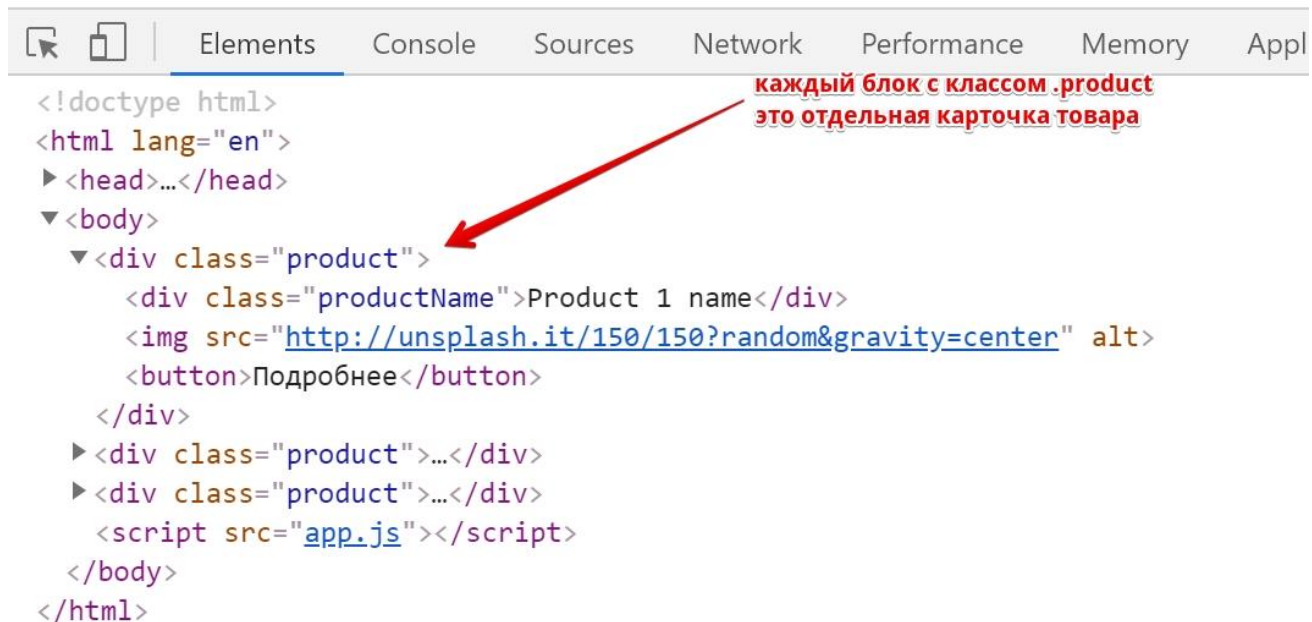 Elements Console Sources Network Performance Memory Appl
каждый блок с классом .product
это отдельная карточка товара
<!doctype html>
<html lang="en">
▶<head>…</head>
▼<body>
▼<div class="product">
<div class="productName">Product 1 name</div>
<img src="http://unsplash.it/150/150?random&gravity=center" alt>
<button>Подробнее</button>
</div>
▶<div class="product">…</div>
▶<div class="product">…</div>
<script src="app.js"></script>
</body>
</html>